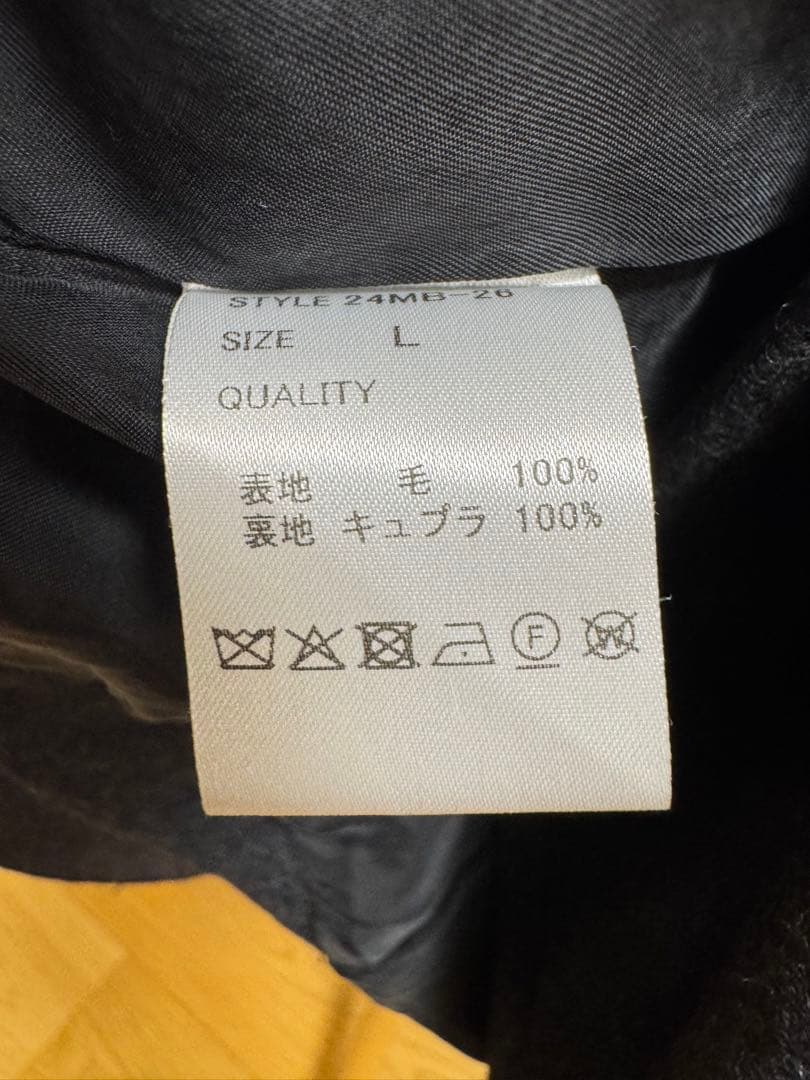 STYLE 24MB-26
SIZE L
QUALITY
表地 毛 100%
裏地 キュプラ 100%
F W